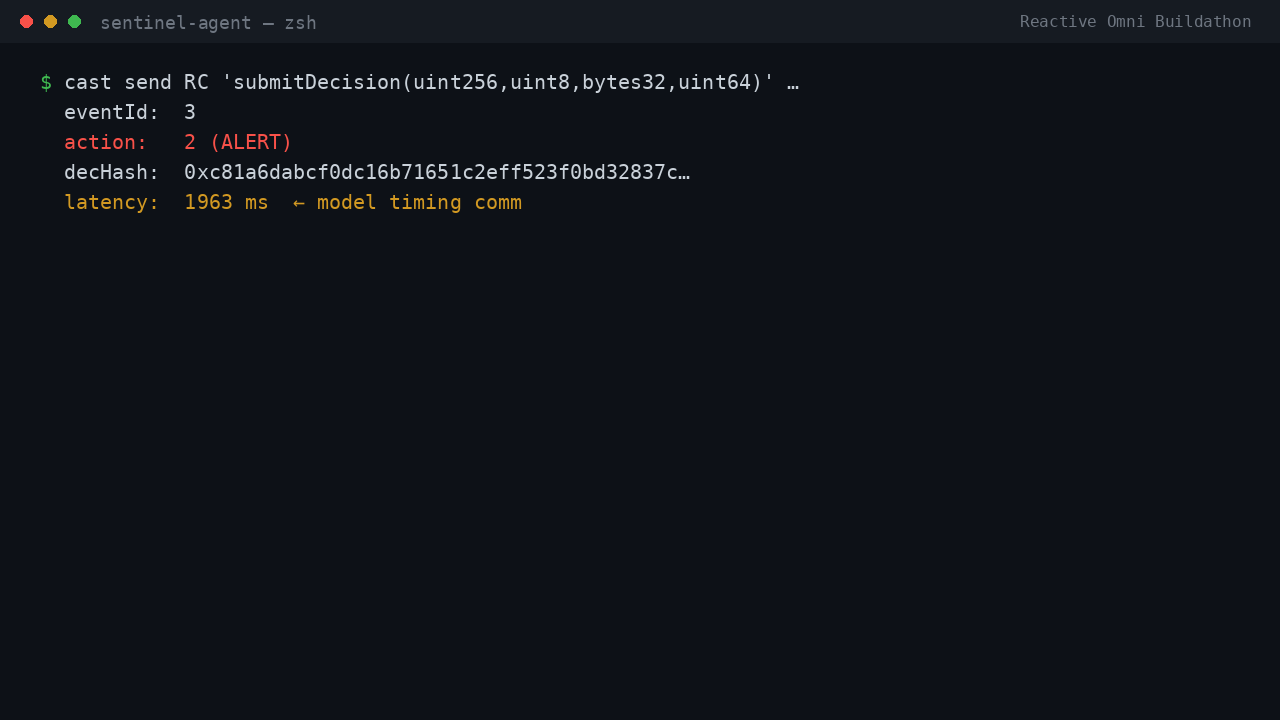 sentinel-agent — zsh
Reactive Omni Buildathon
$ cast send RC 'submitDecision(uint256,uint8,bytes32,uint64)' …
eventId: 3
action: 2 (ALERT)
decHash: 0xc81a6dabcf0dc16b71651c2eff523f0bd32837c…
latency: 1963 ms ← model timing comm